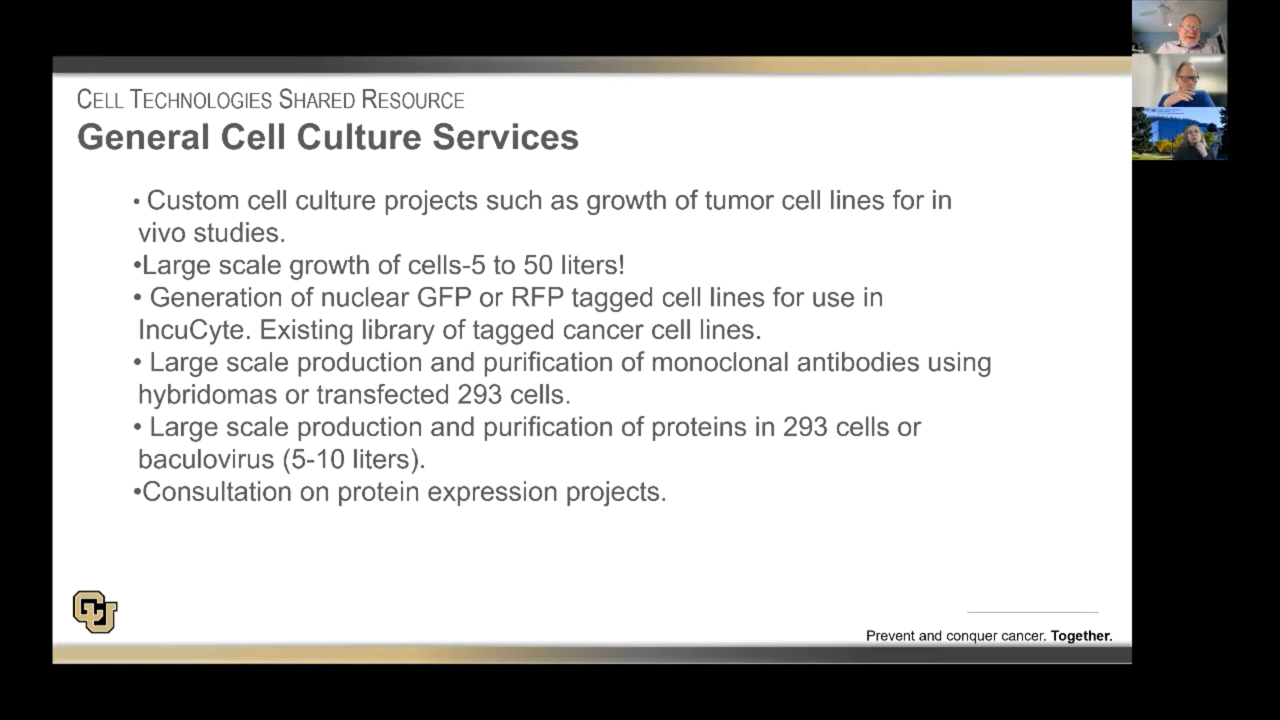 CELL TECHNOLOGIES SHARED RESOURCE
General Cell Culture Services
• Custom cell culture projects such as growth of tumor cell lines for in
vivo studies.
•Large scale growth of cells-5 to 50 liters!
• Generation of nuclear GFP or RFP tagged cell lines for use in
IncuCyte. Existing library of tagged cancer cell lines.
• Large scale production and purification of monoclonal antibodies using
hybridomas or transfected 293 cells.
• Large scale production and purification of proteins in 293 cells or
baculovirus (5-10 liters).
•Consultation on protein expression projects.
CU
Prevent and conquer cancer. Together.